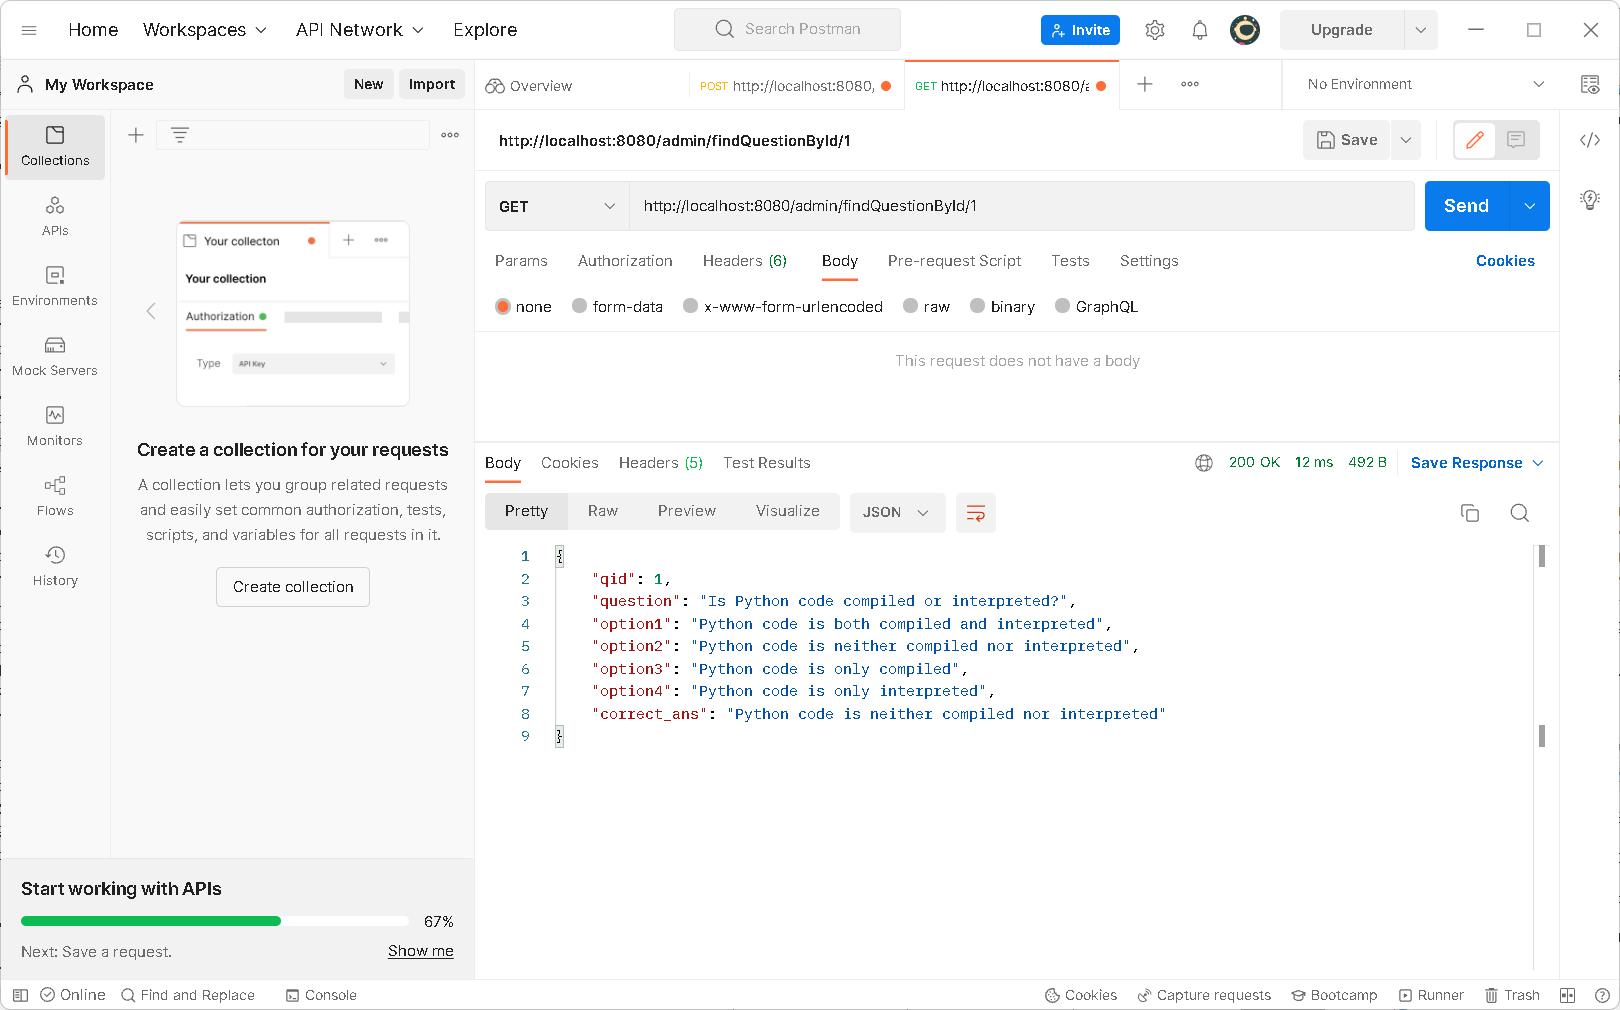 Home Workspaces API Network Explore Search Postman Invite Upgrade
My Workspace New Import Overview POST http://localhost:8080, GET http://localhost:8080/a No Environment
Collections
APIs
Environments
Mock Servers
Monitors
Flows
History
Your collecton
Your collection
Authorization
Type API Key
Create a collection for your requests
A collection lets you group related requests
and easily set common authorization, tests,
scripts, and variables for all requests in it.
Create collection
Start working with APIs
67%
Next: Save a request. Show me
http://localhost:8080/admin/findQuestionById/1 Save
GET http://localhost:8080/admin/findQuestionById/1 Send
Params Authorization Headers (6) Body Pre-request Script Tests Settings Cookies
none form-data x-www-form-urlencoded raw binary GraphQL
This request does not have a body
Body Cookies Headers (5) Test Results 200 OK 12 ms 492 B Save Response
Pretty Raw Preview Visualize JSON
1 {
2 "qid": 1,
3 "question": "Is Python code compiled or interpreted?",
4 "option1": "Python code is both compiled and interpreted",
5 "option2": "Python code is neither compiled nor interpreted",
6 "option3": "Python code is only compiled",
7 "option4": "Python code is only interpreted",
8 "correct_ans": "Python code is neither compiled nor interpreted"
9 }
Online Find and Replace Console Cookies Capture requests Bootcamp Runner Trash